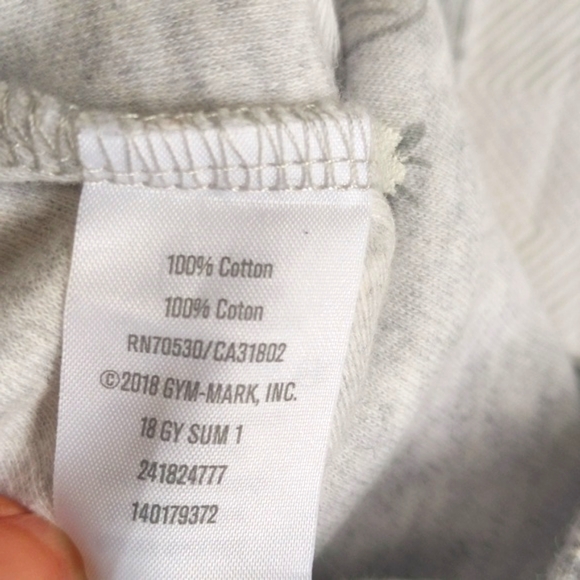 100% Cotton
100% Coton
RN70530/CA31802
©2018 GYM-MARK, INC.
18 GY SUM 1
241824777
140179372